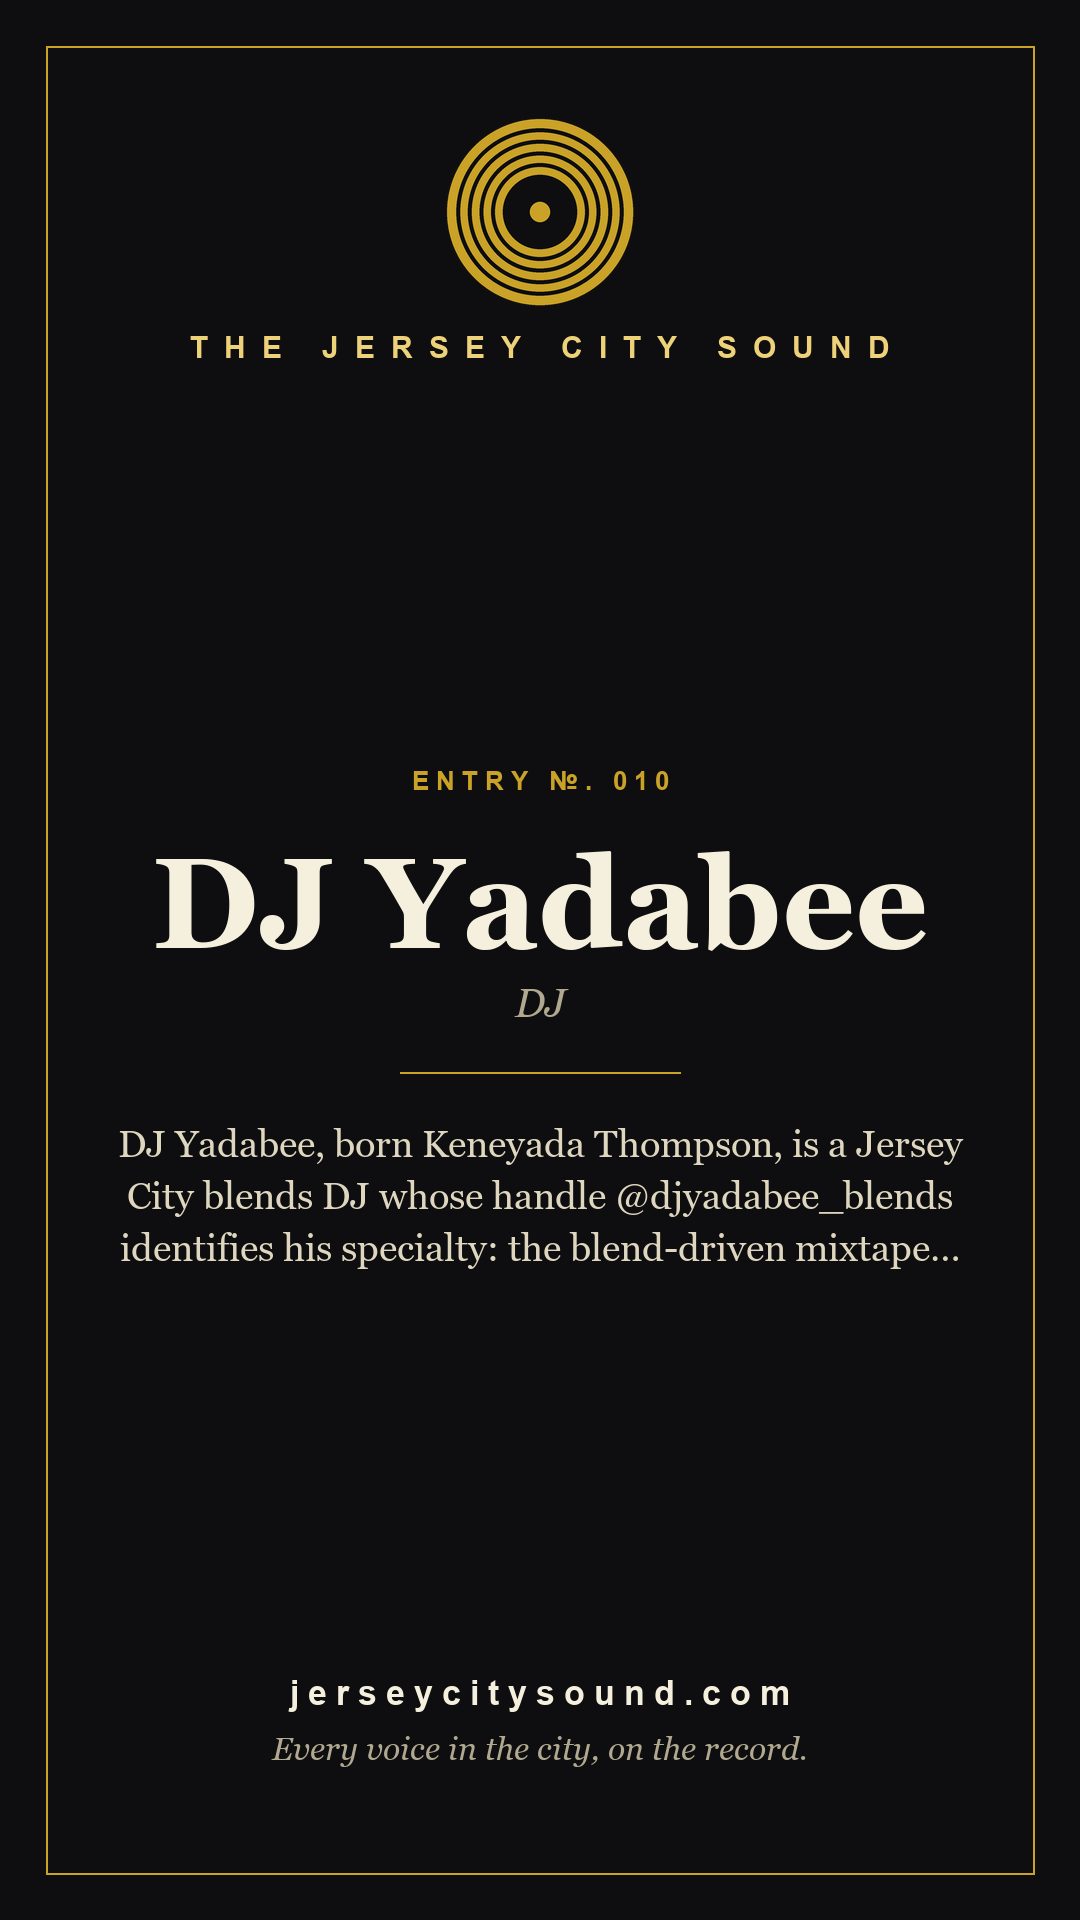 THE JERSEY CITY SOUND
ENTRY №. 010
DJ Yadabee
DJ
DJ Yadabee, born Keneyada Thompson, is a Jersey
City blends DJ whose handle @djyadabee_blends
identifies his specialty: the blend-driven mixtape...
jerseycitysound.com
Every voice in the city, on the record.